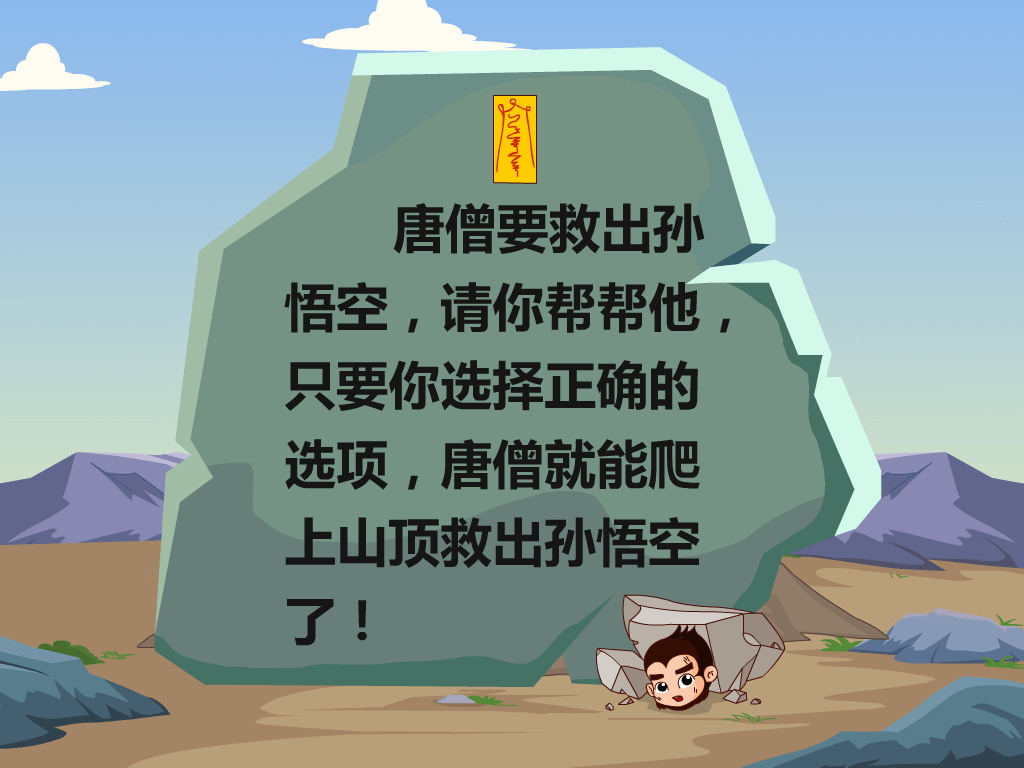 唐僧要救出孙
悟空，请你帮帮他，
只要你选择正确的
选项，唐僧就能爬
上山顶救出孙悟空
了！